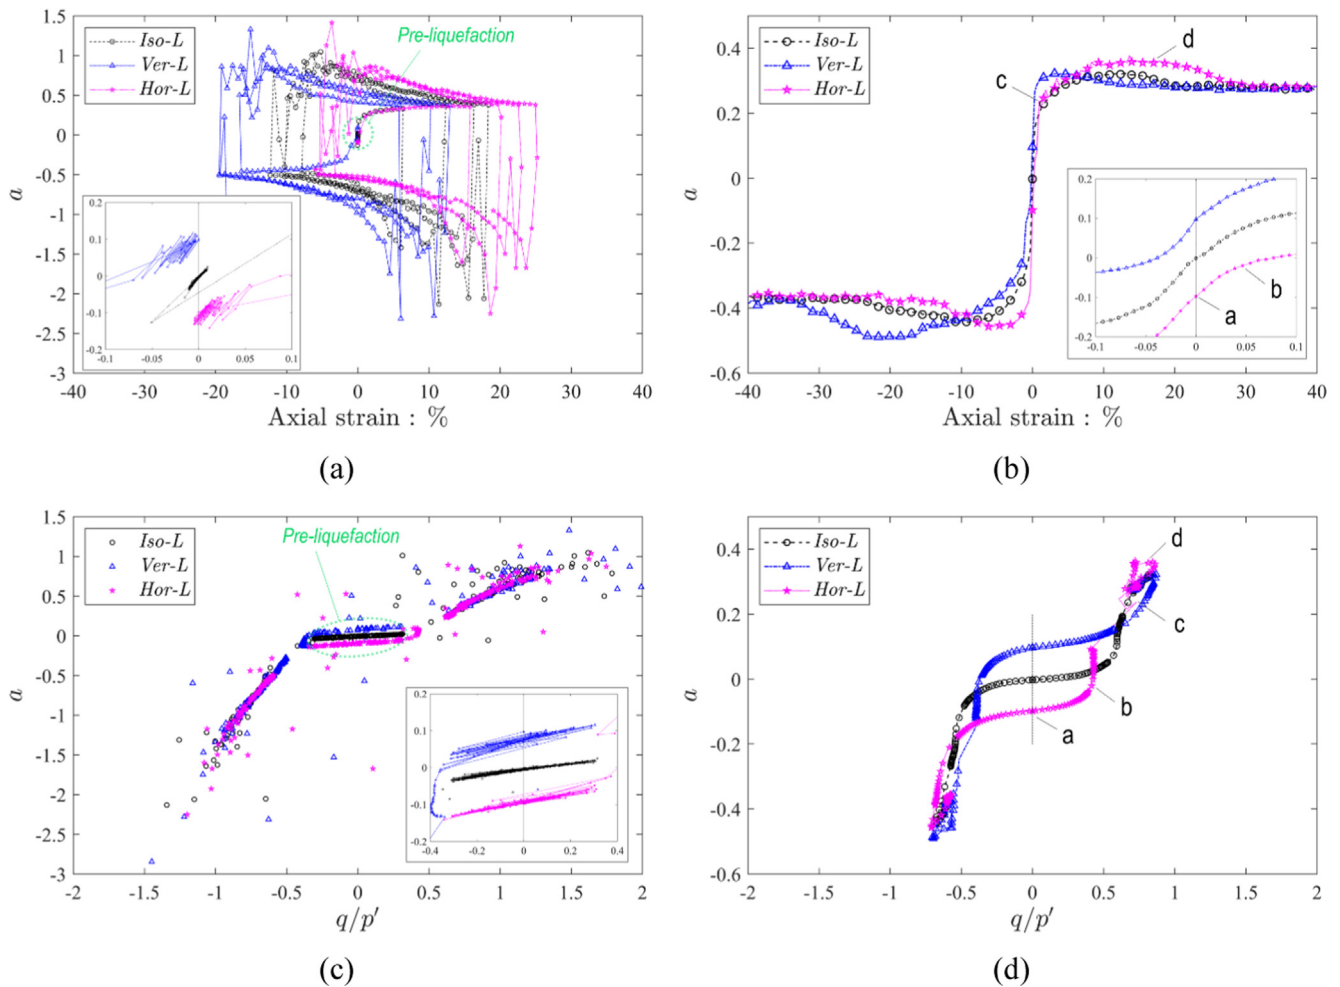 1.5
1
0.5
0
-0.5
-1
-1.5
-2
-2.5
-3
a
Iso-L
Ver-L
Hor-L
Pre-liquefaction
0.2
0.1
0
-0.1
-0.2
-0.1 -0.05 0 0.05 0.1
-40 -30 -20 -10 0 10 20 30 40
Axial strain : %
(a)
0.4
0.2
0
-0.2
-0.4
-0.6
a
Iso-L
Ver-L
Hor-L
d
c
0.2
0.1
0
-0.1
-0.2
b
a
-0.1 -0.05 0 0.05 0.1
-40 -30 -20 -10 0 10 20 30 40
Axial strain : %
(b)
1.5
1
0.5
0
-0.5
-1
-1.5
-2
-2.5
-3
a
Iso-L
Ver-L
Hor-L
Pre-liquefaction
0.2
0.1
0
-0.1
-0.2
-0.4 -0.2 0 0.2 0.4
-2 -1.5 -1 -0.5 0 0.5 1 1.5 2
q/p′
(c)
0.4
0.2
0
-0.2
-0.4
-0.6
a
Iso-L
Ver-L
Hor-L
d
c
b
a
-2 -1.5 -1 -0.5 0 0.5 1 1.5 2
q/p′
(d)